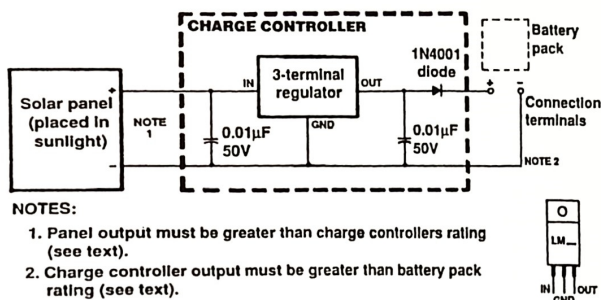 CHARGE CONTROLLER
Battery
pack
1N4001
diode
3-terminal
regulator
IN
OUT
GND
Solar panel
(placed in
sunlight)
+
−
NOTE
1
0.01µF
50V
0.01µF
50V
+
-
Connection
terminals
NOTE 2
NOTES:
1. Panel output must be greater than charge controllers rating
(see text).
2. Charge controller output must be greater than battery pack
rating (see text).
LM__
IN
GND
OUT